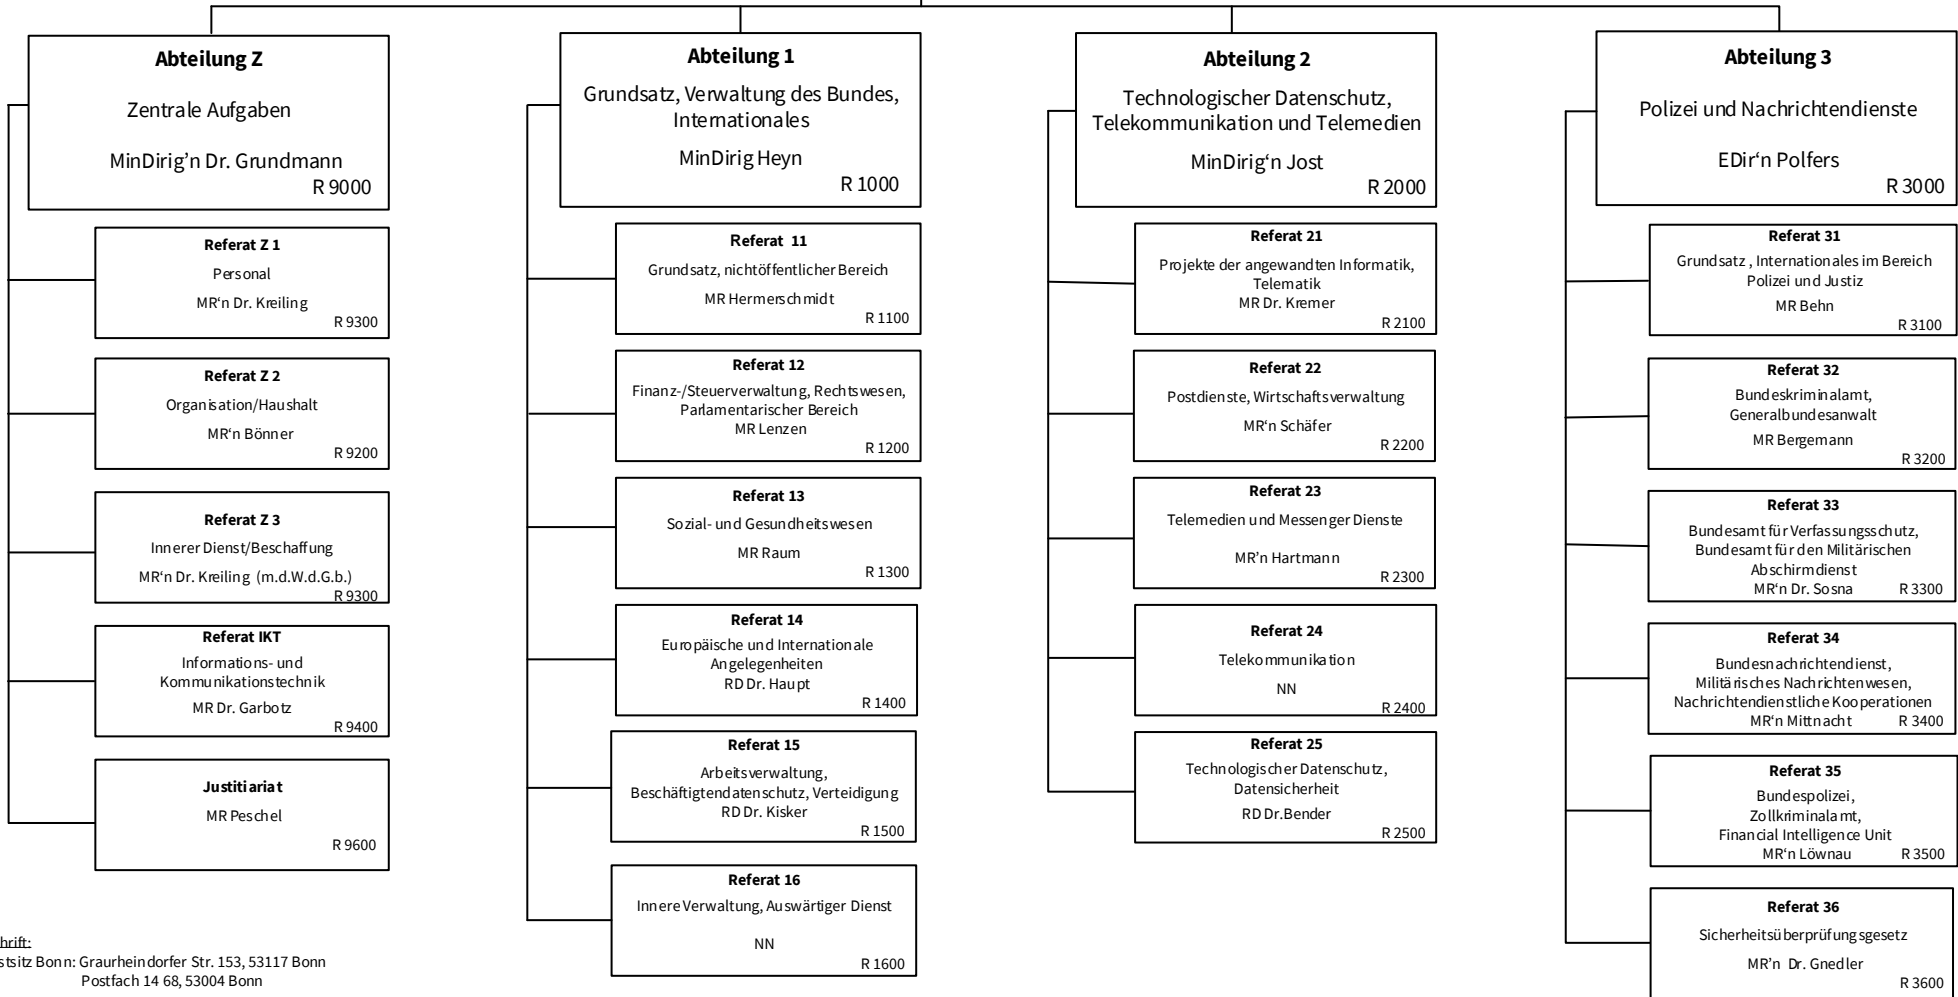 Abteilung Z
Zentrale Aufgaben
MinDirig’n Dr. Grundmann
R 9000
Referat Z 1
Personal
MR‘n Dr. Kreiling
R 9300
Referat Z 2
Organisation/Haushalt
MR‘n Bönner
R 9200
Referat Z 3
Innerer Dienst/Beschaffung
MR‘n Dr. Kreiling (m.d.W.d.G.b.)
R 9300
Referat IKT
Informations- und
Kommunikationstechnik
MR Dr. Garbotz
R 9400
Justitiariat
MR Peschel
R 9600
Abteilung 1
Grundsatz, Verwaltung des Bundes,
Internationales
MinDirig Heyn
R 1000
Referat 11
Grundsatz, nichtöffentlicher Bereich
MR Hermerschmidt
R 1100
Referat 12
Finanz-/Steuerverwaltung, Rechtswesen,
Parlamentarischer Bereich
MR Lenzen
R 1200
Referat 13
Sozial- und Gesundheitswesen
MR Raum
R 1300
Referat 14
Europäische und Internationale
Angelegenheiten
RD Dr. Haupt
R 1400
Referat 15
Arbeitsverwaltung,
Beschäftigtendatenschutz, Verteidigung
RD Dr. Kisker
R 1500
Referat 16
Innere Verwaltung, Auswärtiger Dienst
NN
R 1600
Abteilung 2
Technologischer Datenschutz,
Telekommunikation und Telemedien
MinDirig‘n Jost
R 2000
Referat 21
Projekte der angewandten Informatik,
Telematik
MR Dr. Kremer
R 2100
Referat 22
Postdienste, Wirtschaftsverwaltung
MR‘n Schäfer
R 2200
Referat 23
Telemedien und Messenger Dienste
MR’n Hartmann
R 2300
Referat 24
Telekommunikation
NN
R 2400
Referat 25
Technologischer Datenschutz,
Datensicherheit
RD Dr.Bender
R 2500
Abteilung 3
Polizei und Nachrichtendienste
EDir‘n Polfers
R 3000
Referat 31
Grundsatz , Internationales im Bereich
Polizei und Justiz
MR Behn
R 3100
Referat 32
Bundeskriminalamt,
Generalbundesanwalt
MR Bergemann
R 3200
Referat 33
Bundesamt für Verfassungsschutz,
Bundesamt für den Militärischen
Abschirmdienst
MR‘n Dr. Sosna R 3300
Referat 34
Bundesnachrichtendienst,
Militärisches Nachrichtenwesen,
Nachrichtendienstliche Kooperationen
MR‘n Mittnacht R 3400
Referat 35
Bundespolizei,
Zollkriminalamt,
Financial Intelligence Unit
MR‘n Löwnau R 3500
Referat 36
Sicherheitsüberprüfungsgesetz
MR’n Dr. Gnedler
R 3600
hrift:
stsitz Bonn: Graurheindorfer Str. 153, 53117 Bonn
Postfach 14 68, 53004 Bonn